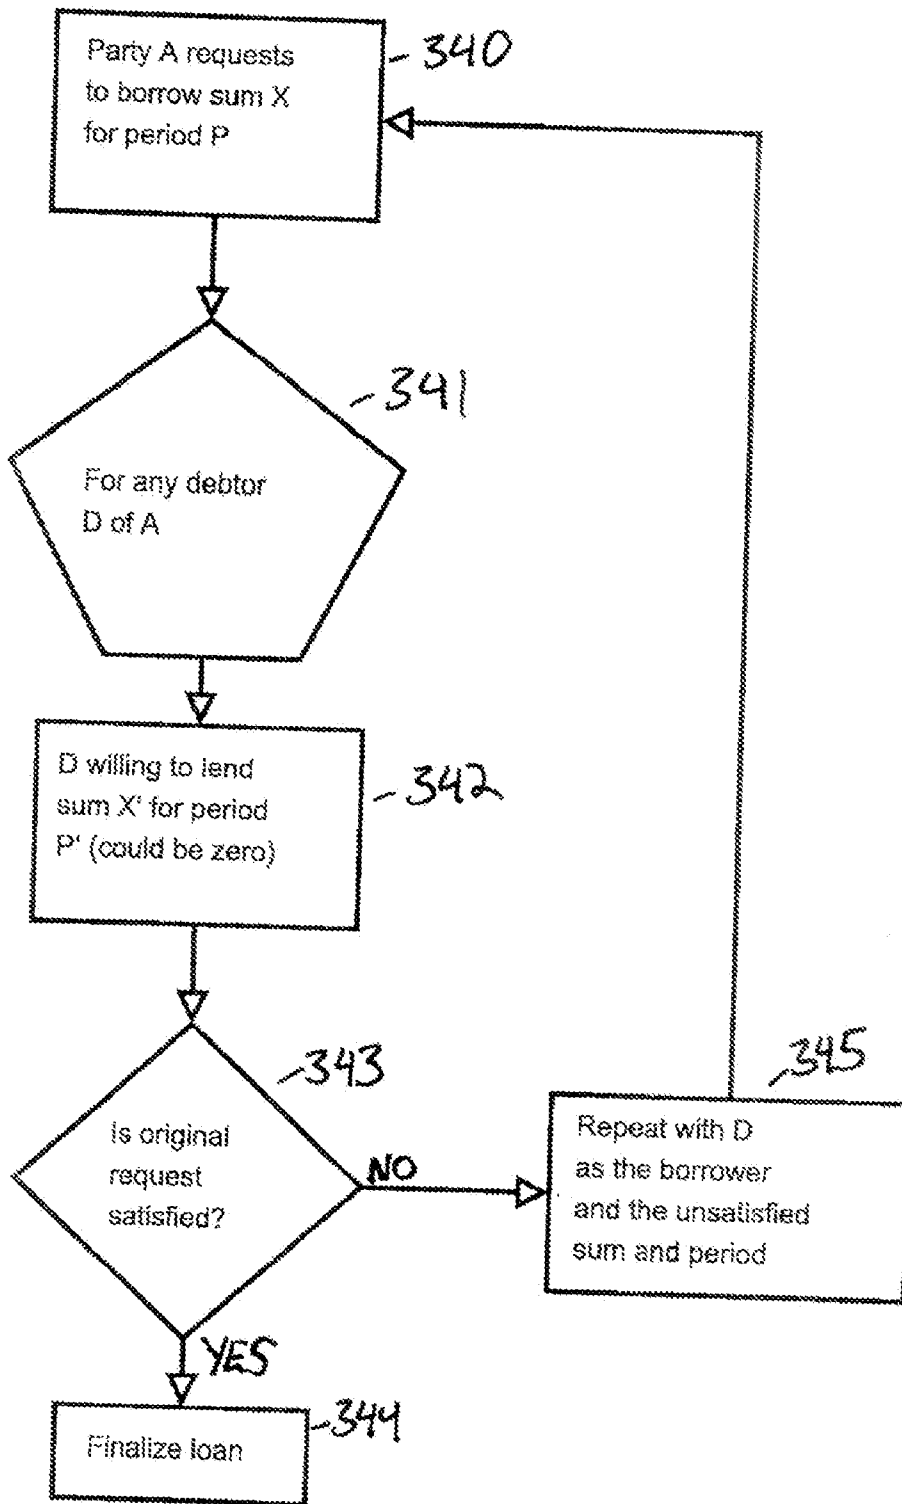 Party A requests
to borrow sum X
for period P
340
For any debtor
D of A
341
D willing to lend
sum X' for period
P' (could be zero)
342
Is original
request
satisfied?
343
NO
Repeat with D
as the borrower
and the unsatisfied
sum and period
345
YES
Finalize loan
344